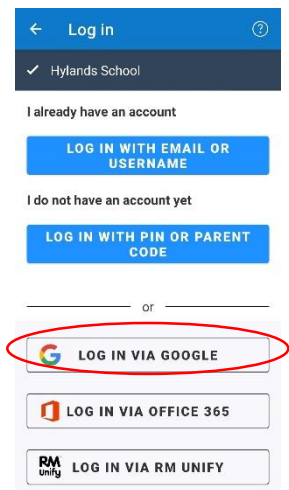 Log in
Hylands School
I already have an account
LOG IN WITH EMAIL OR
USERNAME
I do not have an account yet
LOG IN WITH PIN OR PARENT
CODE
or
LOG IN VIA GOOGLE
LOG IN VIA OFFICE 365
RM
Unify
LOG IN VIA RM UNIFY